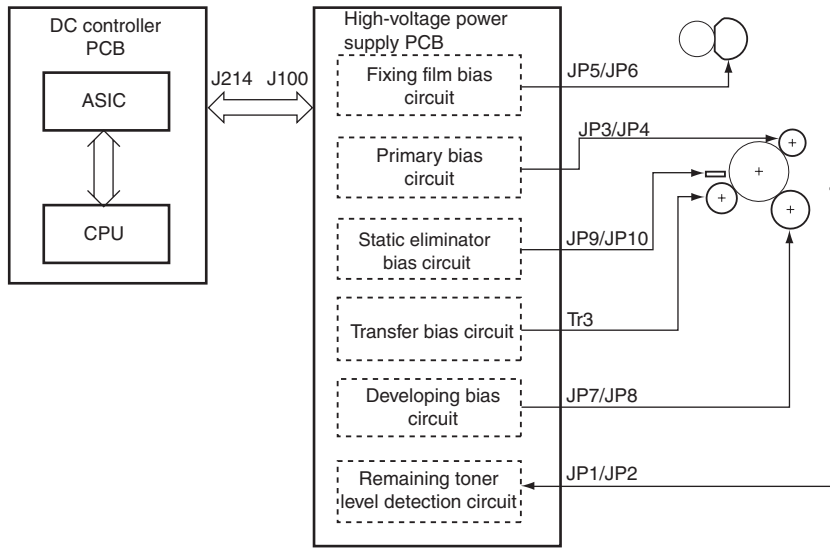 DC controller
PCB
ASIC
CPU
J214 J100
High-voltage power
supply PCB
Fixing film bias
circuit
JP5/JP6
Primary bias
circuit
JP3/JP4
Static eliminator
bias circuit
JP9/JP10
Transfer bias circuit
Tr3
Developing bias
circuit
JP7/JP8
Remaining toner
level detection circuit
JP1/JP2